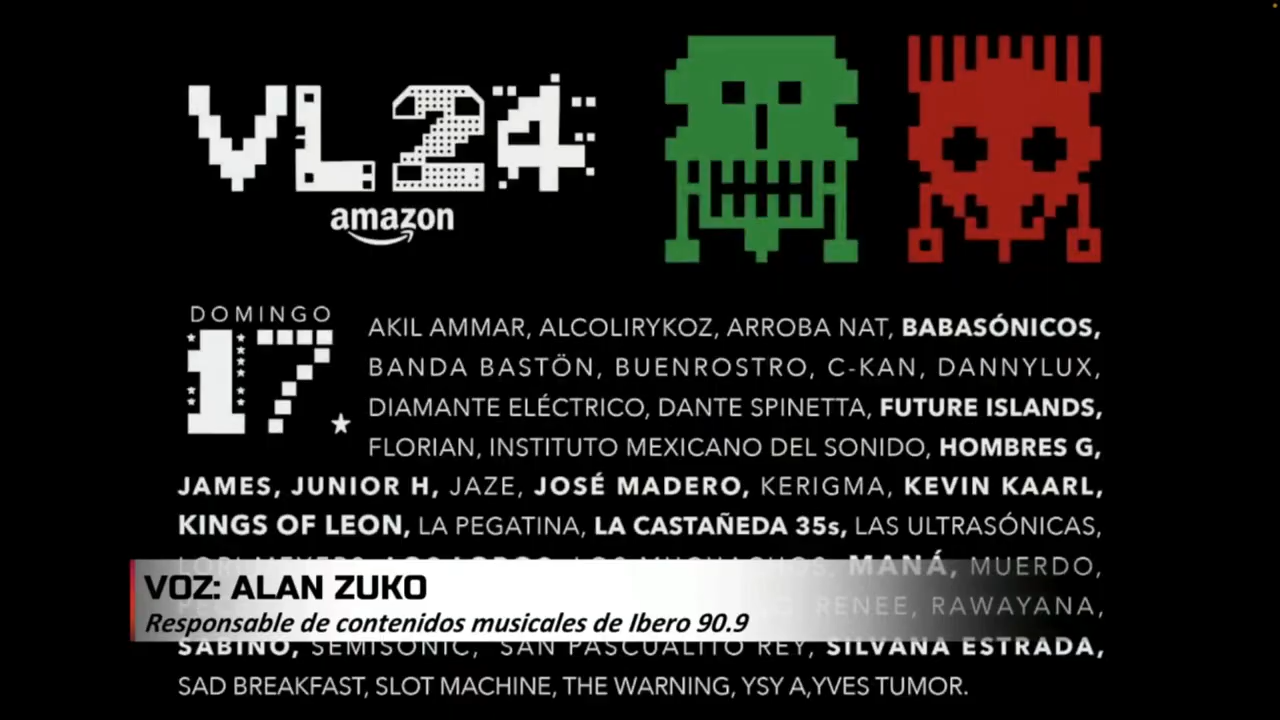 VL24
amazon
DOMINGO
17.
AKIL AMMAR, ALCOLIRYKOZ, ARROBA NAT, BABASÓNICOS,
BANDA BASTÖN, BUENROSTRO, C-KAN, DANNYLUX,
DIAMANTE ELÉCTRICO, DANTE SPINETTA, FUTURE ISLANDS,
FLORIAN, INSTITUTO MEXICANO DEL SONIDO, HOMBRES G,
JAMES, JUNIOR H, JAZE, JOSÉ MADERO, KERIGMA, KEVIN KAARL,
KINGS OF LEON, LA PEGATINA, LA CASTAÑEDA 35s, LAS ULTRASÓNICAS,
MANÁ, MUERDO,
RENEE, RAWAYANA,
VOZ: ALAN ZUKO
Responsable de contenidos musicales de Ibero 90.9
SABINO, SEMISONIC, SAN PASCUALITO REY, SILVANA ESTRADA,
SAD BREAKFAST, SLOT MACHINE, THE WARNING, YSY A,YVES TUMOR.